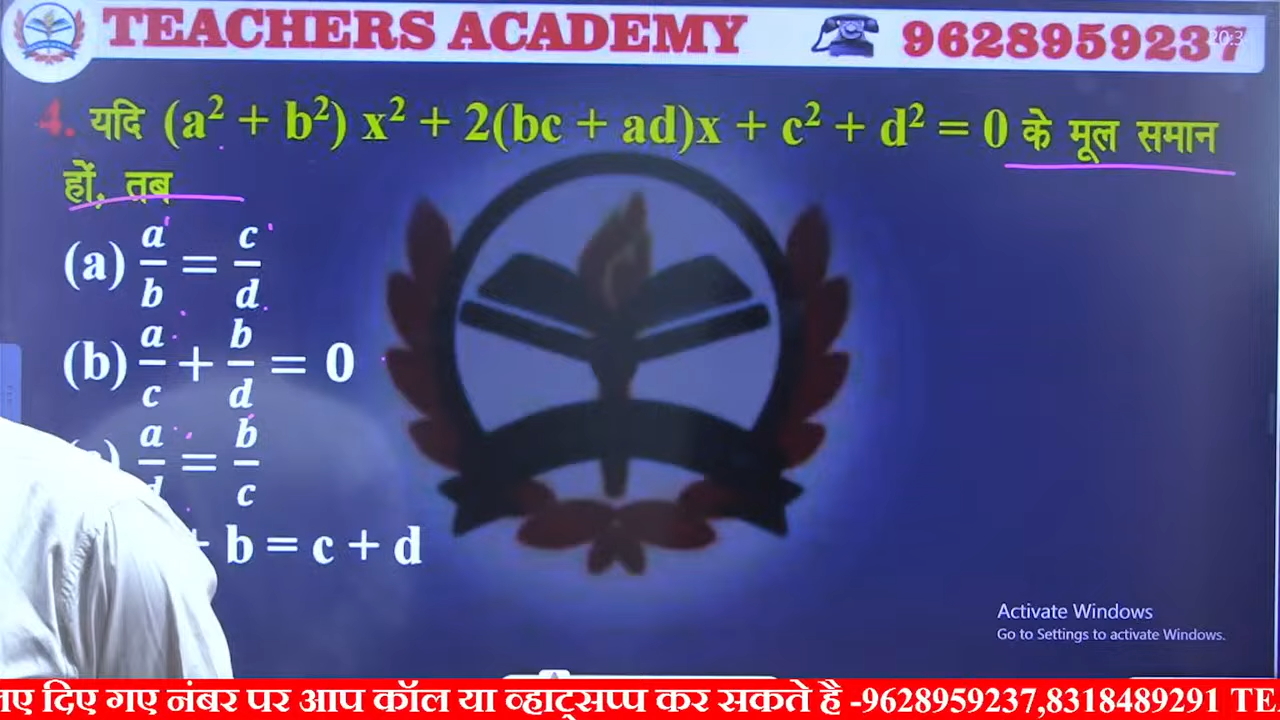 TEACHERS ACADEMY
9628959237
4. यदि (a² + b²) x² + 2(bc + ad)x + c² + d² = 0 के मूल समान
हों, तब
(a) a/b = c/d
(b) a/c + b/d = 0
a/d = b/c
+ b = c + d
Activate Windows
Go to Settings to activate Windows.
दिए गए नंबर पर आप कॉल या व्हाट्सप्प कर सकते है -9628959237,8318489291